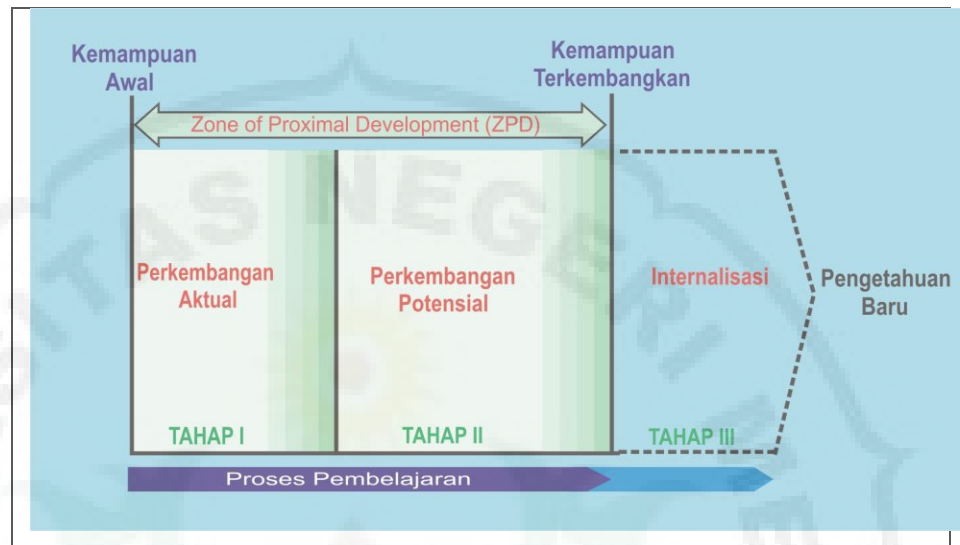 Kemampuan
Awal
Kemampuan
Terkembangkan
Zone of Proximal Development (ZPD)
Perkembangan
Aktual
Perkembangan
Potensial
Internalisasi
Pengetahuan
Baru
TAHAP I
TAHAP II
TAHAP III
Proses Pembelajaran
NEGERI